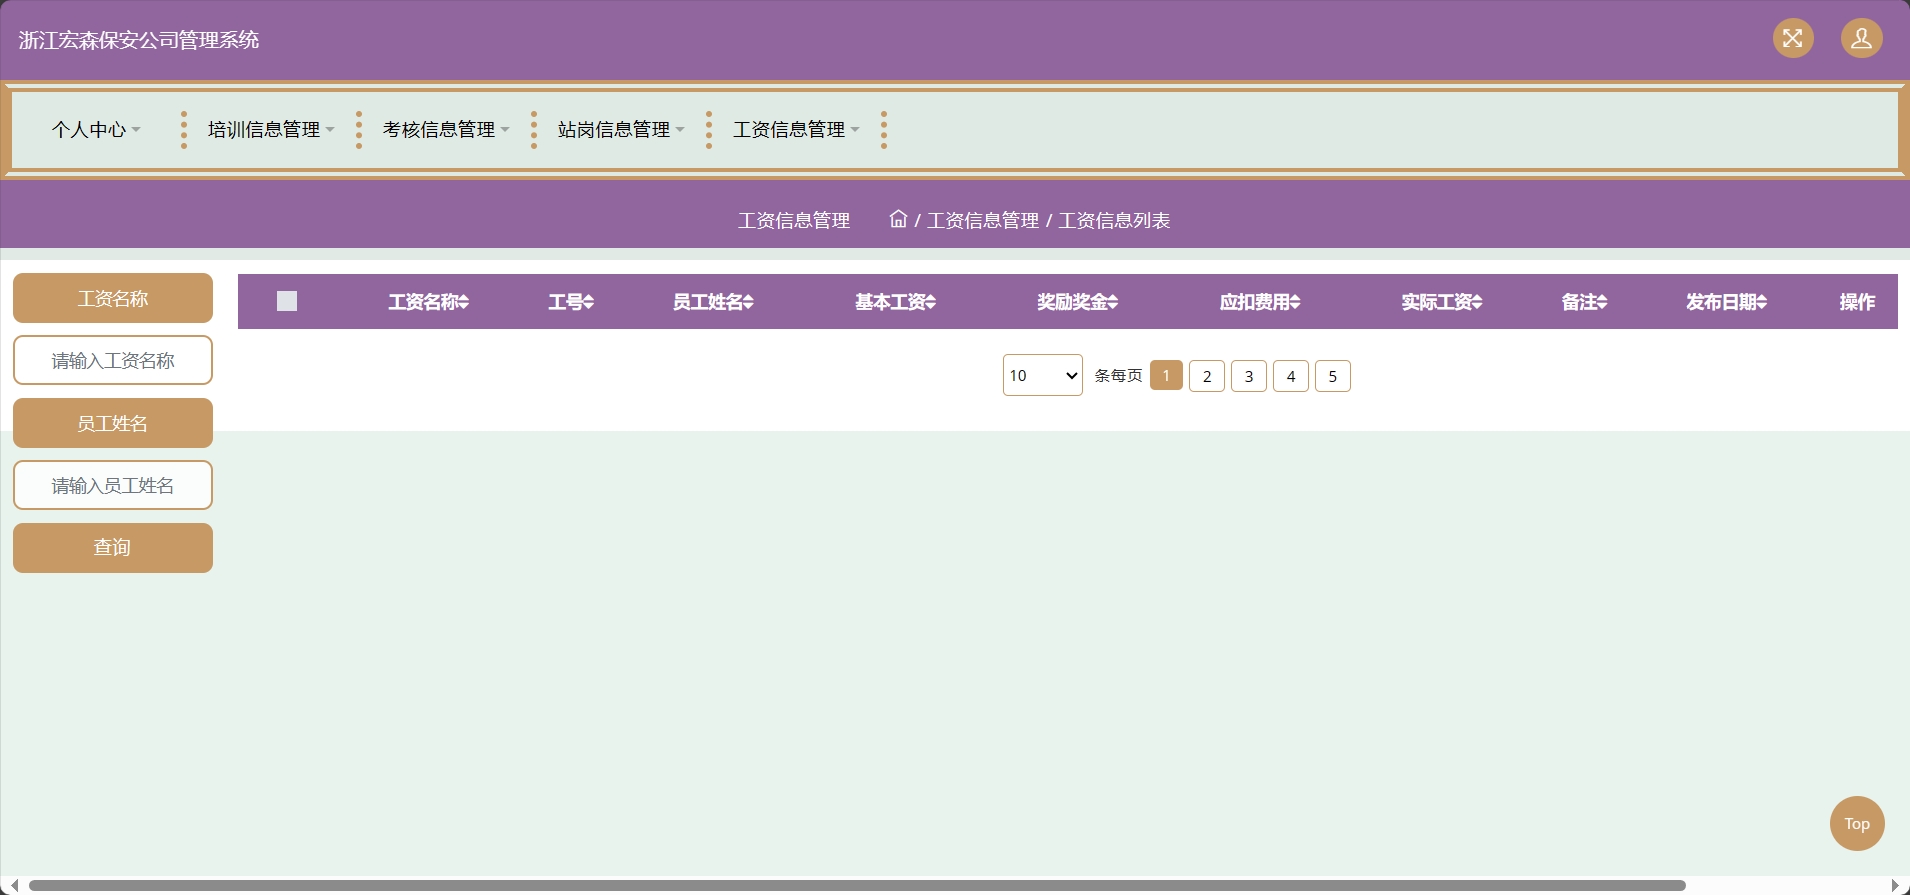 浙江宏森保安公司管理系统
个人中心 培训信息管理 考核信息管理 站岗信息管理 工资信息管理
工资信息管理 / 工资信息管理 / 工资信息列表
工资名称
请输入工资名称
员工姓名
请输入员工姓名
查询
工资名称 工号 员工姓名 基本工资 奖励奖金 应扣费用 实际工资 备注 发布日期 操作
10 条每页 1 2 3 4 5
Top